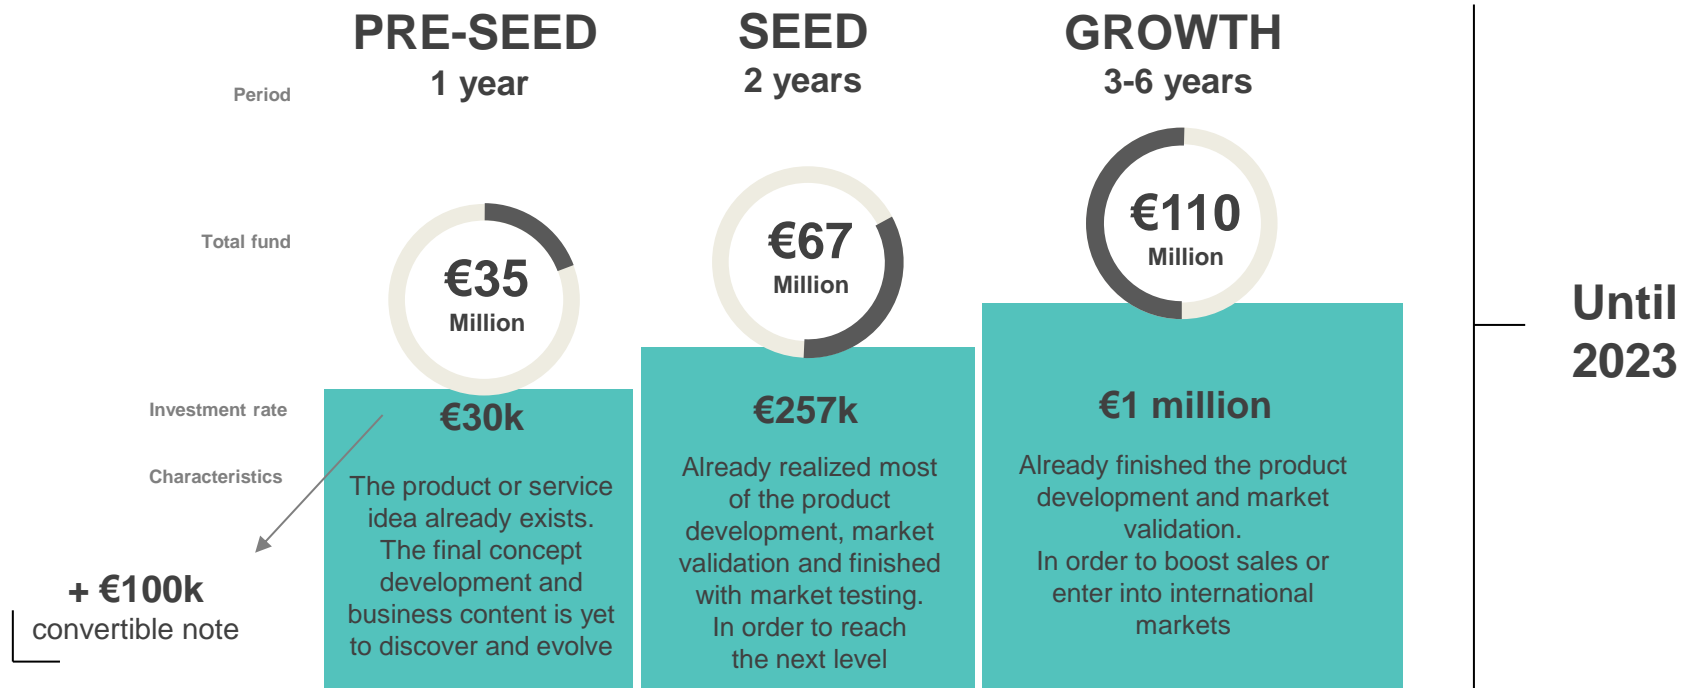 PRE-SEED
SEED
GROWTH
1 year
2 years
3-6 years
Period
Total fund
€35
Million
€67
Million
€110
Million
Until
2023
Investment rate
€30k
€257k
€1 million
Characteristics
The product or service
idea already exists.
The final concept
development and
business content is yet
to discover and evolve
Already realized most
of the product
development, market
validation and finished
with market testing.
In order to reach
the next level
Already finished the product
development and market
validation.
In order to boost sales or
enter into international
markets
+ €100k
convertible note